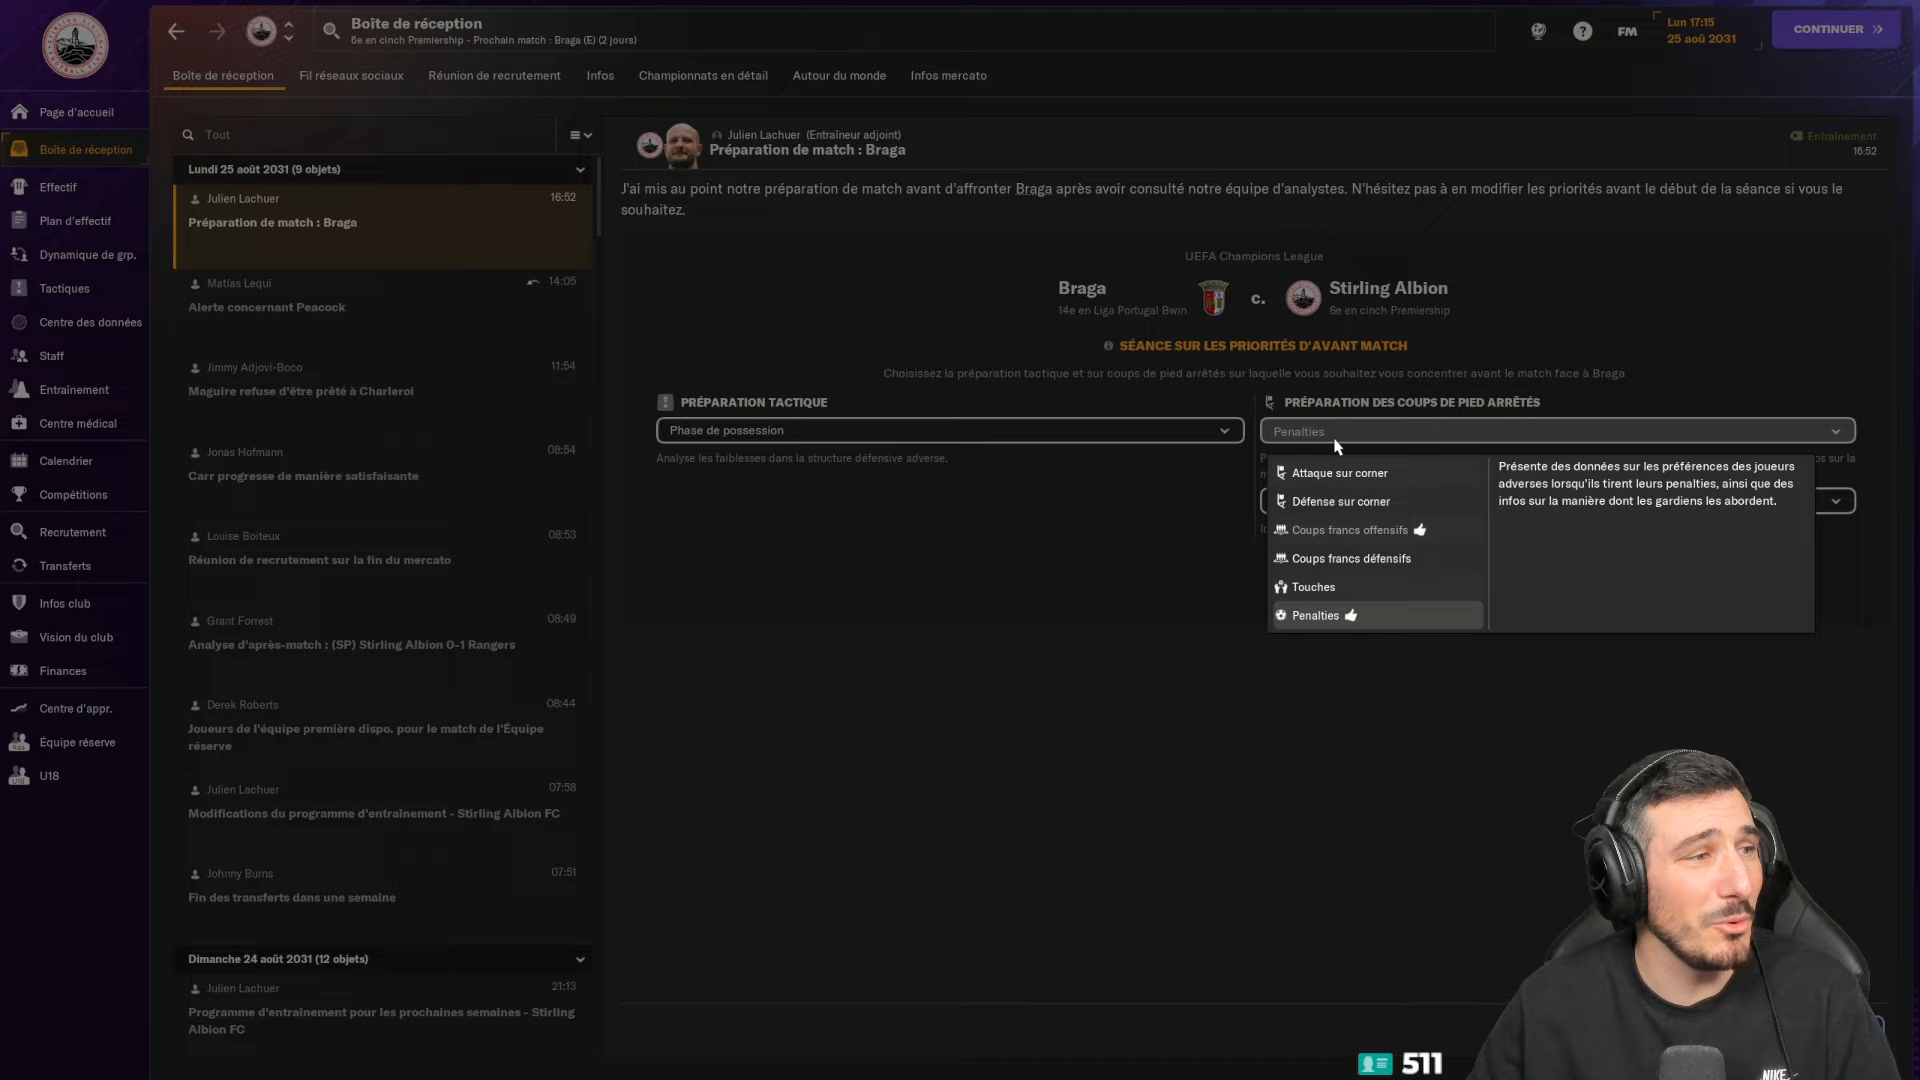 Boîte de réception
6e en cinch Premiership - Prochain match : Braga (E) (2 jours)
FM
Lun 17:15
25 aoû 2031
CONTINUER
Boîte de réception
Fil réseaux sociaux
Réunion de recrutement
Infos
Championnats en détail
Autour du monde
Infos mercato
Page d'accueil
Boîte de réception
Effectif
Plan d'effectif
Dynamique de grp.
Tactiques
Centre des données
Staff
Entraînement
Centre médical
Calendrier
Compétitions
Recrutement
Transferts
Infos club
Vision du club
Finances
Centre d'appr.
Équipe réserve
U18
Tout
Lundi 25 août 2031 (9 objets)
Julien Lachuer 16:52
Préparation de match : Braga
Matías Lequi 14:05
Alerte concernant Peacock
Jimmy Adjovi-Boco 11:54
Maguire refuse d'être prêté à Charleroi
Jonas Hofmann 08:54
Carr progresse de manière satisfaisante
Louise Boiteux 08:53
Réunion de recrutement sur la fin du mercato
Grant Forrest 08:49
Analyse d'après-match : (SP) Stirling Albion 0-1 Rangers
Derek Roberts 08:44
Joueurs de l'équipe première dispo. pour le match de l'Équipe
réserve
Julien Lachuer 07:58
Modifications du programme d'entraînement - Stirling Albion FC
Johnny Burns 07:51
Fin des transferts dans une semaine
Dimanche 24 août 2031 (12 objets)
Julien Lachuer 21:13
Programme d'entraînement pour les prochaines semaines - Stirling
Albion FC
Julien Lachuer (Entraîneur adjoint)
Préparation de match : Braga
Entraînement
16:52
J'ai mis au point notre préparation de match avant d'affronter Braga après avoir consulté notre équipe d'analystes. N'hésitez pas à en modifier les priorités avant le début de la séance si vous le
souhaitez.
UEFA Champions League
Braga
14e en Liga Portugal Bwin
c.
Stirling Albion
6e en cinch Premiership
SÉANCE SUR LES PRIORITÉS D'AVANT MATCH
Choisissez la préparation tactique et sur coups de pied arrêtés sur laquelle vous souhaitez vous concentrer avant le match face à Braga
PRÉPARATION TACTIQUE
Phase de possession
Analyse les faiblesses dans la structure défensive adverse.
PRÉPARATION DES COUPS DE PIED ARRÊTÉS
Penalties
Attaque sur corner
Défense sur corner
Coups francs offensifs
Coups francs défensifs
Touches
Penalties
Présente des données sur les préférences des joueurs
adverses lorsqu'ils tirent leurs penalties, ainsi que des
infos sur la manière dont les gardiens les abordent.
511
NIKE